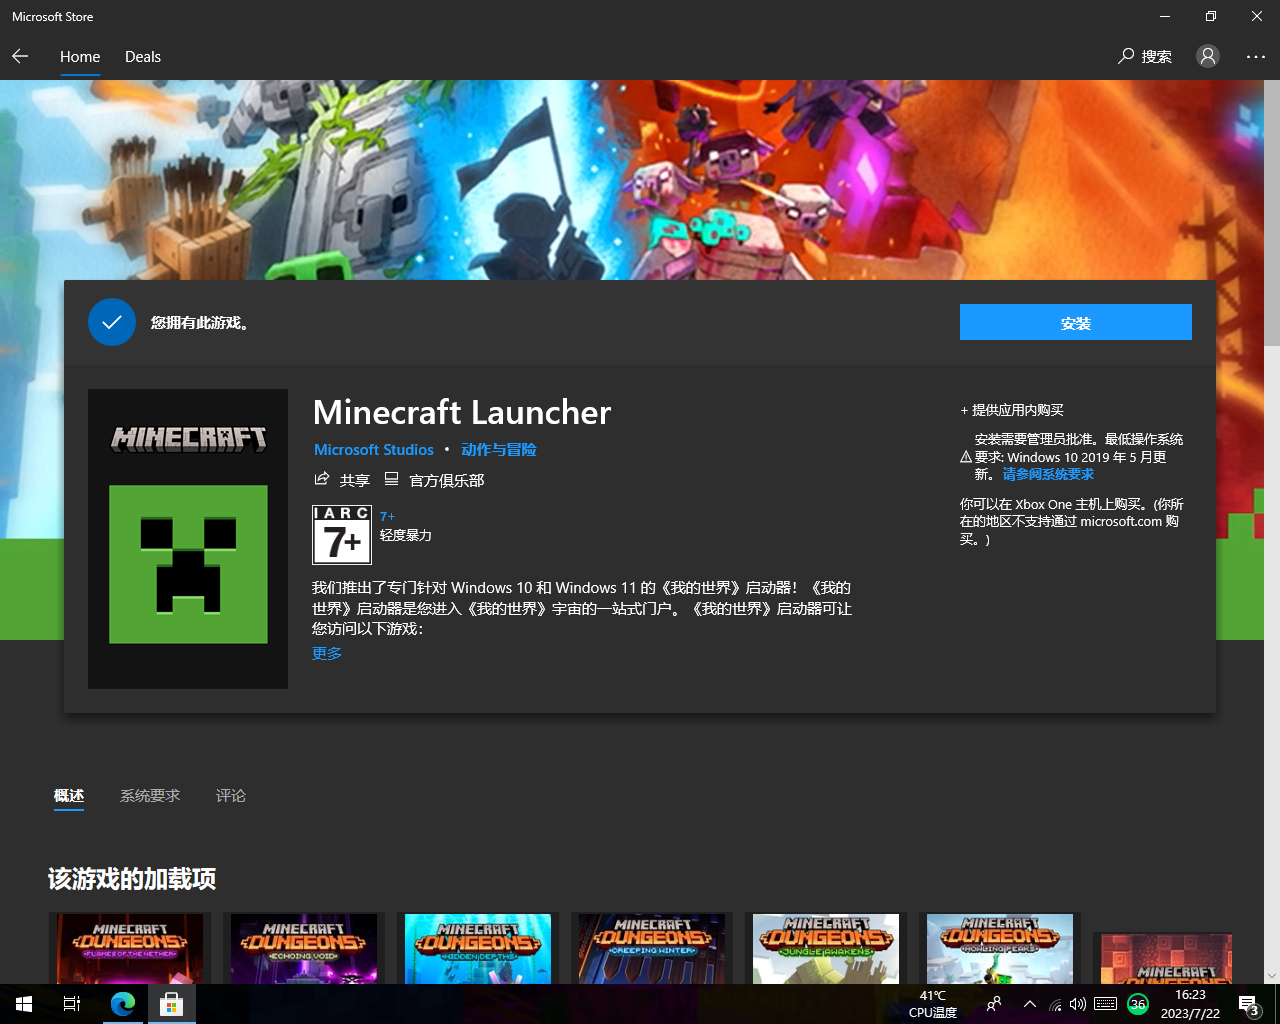 Microsoft Store
Home
Deals
搜索
您拥有此游戏。
安装
MINECRAFT
Minecraft Launcher
Microsoft Studios • 动作与冒险
共享
官方俱乐部
IARC
7+
7+
轻度暴力
我们推出了专门针对 Windows 10 和 Windows 11 的《我的世界》启动器！《我的
世界》启动器是您进入《我的世界》宇宙的一站式门户。《我的世界》启动器可让
您访问以下游戏：
更多
+ 提供应用内购买
安装需要管理员批准。最低操作系统
要求: Windows 10 2019 年 5 月更
新。 请参阅系统要求
你可以在 Xbox One 主机上购买。(你所
在的地区不支持通过 microsoft.com 购
买。)
概述
系统要求
评论
该游戏的加载项
MINECRAFT
DUNGEONS
FLAMES OF THE NETHER
MINECRAFT
DUNGEONS
ECHOING VOID
MINECRAFT
DUNGEONS
HIDDEN DEPTHS
MINECRAFT
DUNGEONS
CREEPING WINTER
MINECRAFT
DUNGEONS
JUNGLE AWAKENS
MINECRAFT
DUNGEONS
HOWLING PEAKS
MINECRAFT
DUNGEONS
41℃
CPU温度
36
16:23
2023/7/22
3